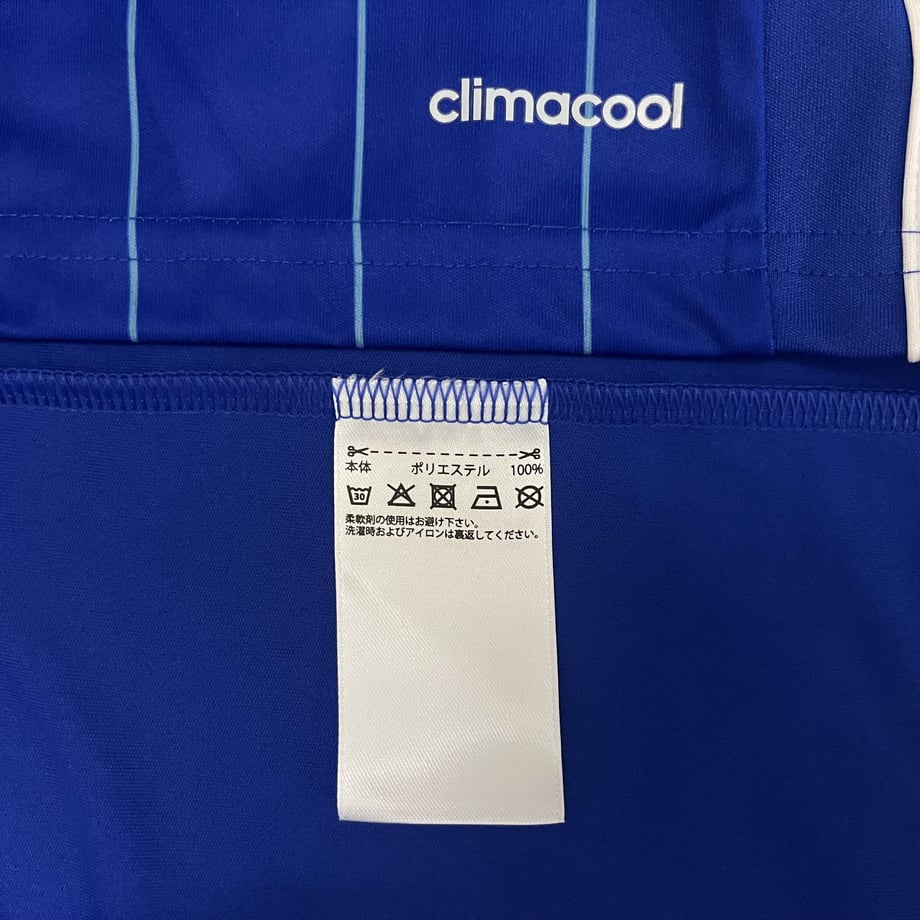 climacool
本体 ポリエステル 100%
30
柔軟剤の使用はお避け下さい。
洗濯時およびアイロンは裏返してください。